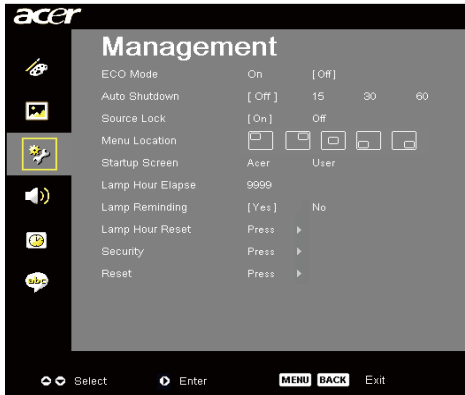 acer
Management
ECO Mode On [Off]
Auto Shutdown [ Off ] 15 30 60
Source Lock [On] Off
Menu Location
Startup Screen Acer User
Lamp Hour Elapse 9999
Lamp Reminding [Yes] No
Lamp Hour Reset Press
Security Press
Reset Press
abc
Select Enter MENU BACK Exit